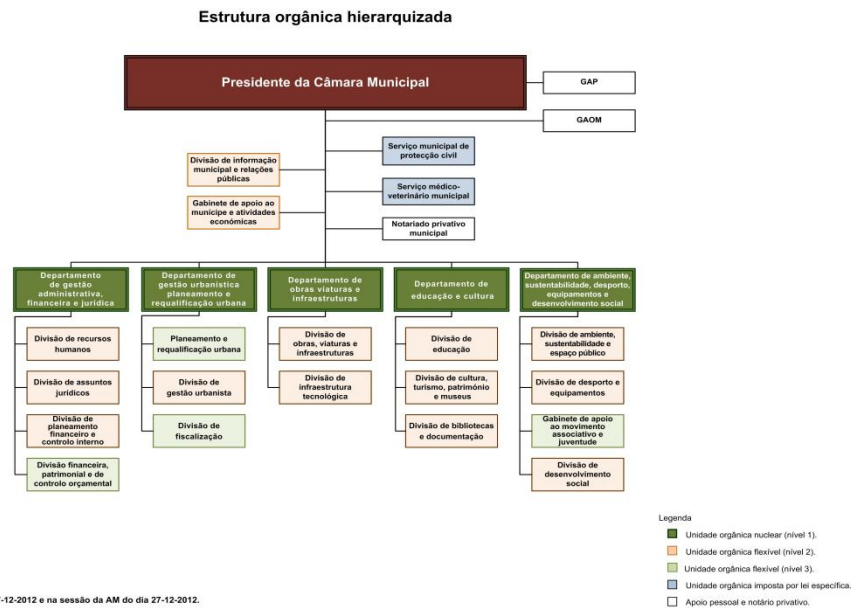 Estrutura orgânica hierarquizada
Presidente da Câmara Municipal
GAP
GAOM
Serviço municipal de
protecção civil
Divisão de informação
municipal e relações
públicas
Serviço médico-
veterinário municipal
Gabinete de apoio ao
munícipe e atividades
económicas
Notariado privativo
municipal
Departamento
de gestão
administrativa,
financeira e jurídica
Departamento de
gestão urbanística
planeamento e
requalificação urbana
Departamento de
obras viaturas e
infraestruturas
Departamento de
educação e cultura
Departamento de ambiente,
sustentabilidade, desporto,
equipamentos e
desenvolvimento social
Divisão de recursos
humanos
Planeamento e
requalificação urbana
Divisão de
obras, viaturas e
infraestruturas
Divisão de
educação
Divisão de ambiente,
sustentabilidade e
espaço público
Divisão de assuntos
jurídicos
Divisão de
gestão urbanista
Divisão de
infraestrutura
tecnológica
Divisão de cultura,
turismo, património
e museus
Divisão de desporto e
equipamentos
Divisão de
planeamento
financeiro e
controlo interno
Divisão de
fiscalização
Divisão de bibliotecas
e documentação
Gabinete de apoio
ao movimento
associativo e
juventude
Divisão financeira,
patrimonial e de
controlo orçamental
Divisão de
desenvolvimento
social
Legenda
Unidade orgânica nuclear (nível 1).
Unidade orgânica flexível (nível 2).
Unidade orgânica flexível (nível 3).
Unidade orgânica imposta por lei específica.
Apoio pessoal e notário privativo.
7-12-2012 e na sessão da AM do dia 27-12-2012.